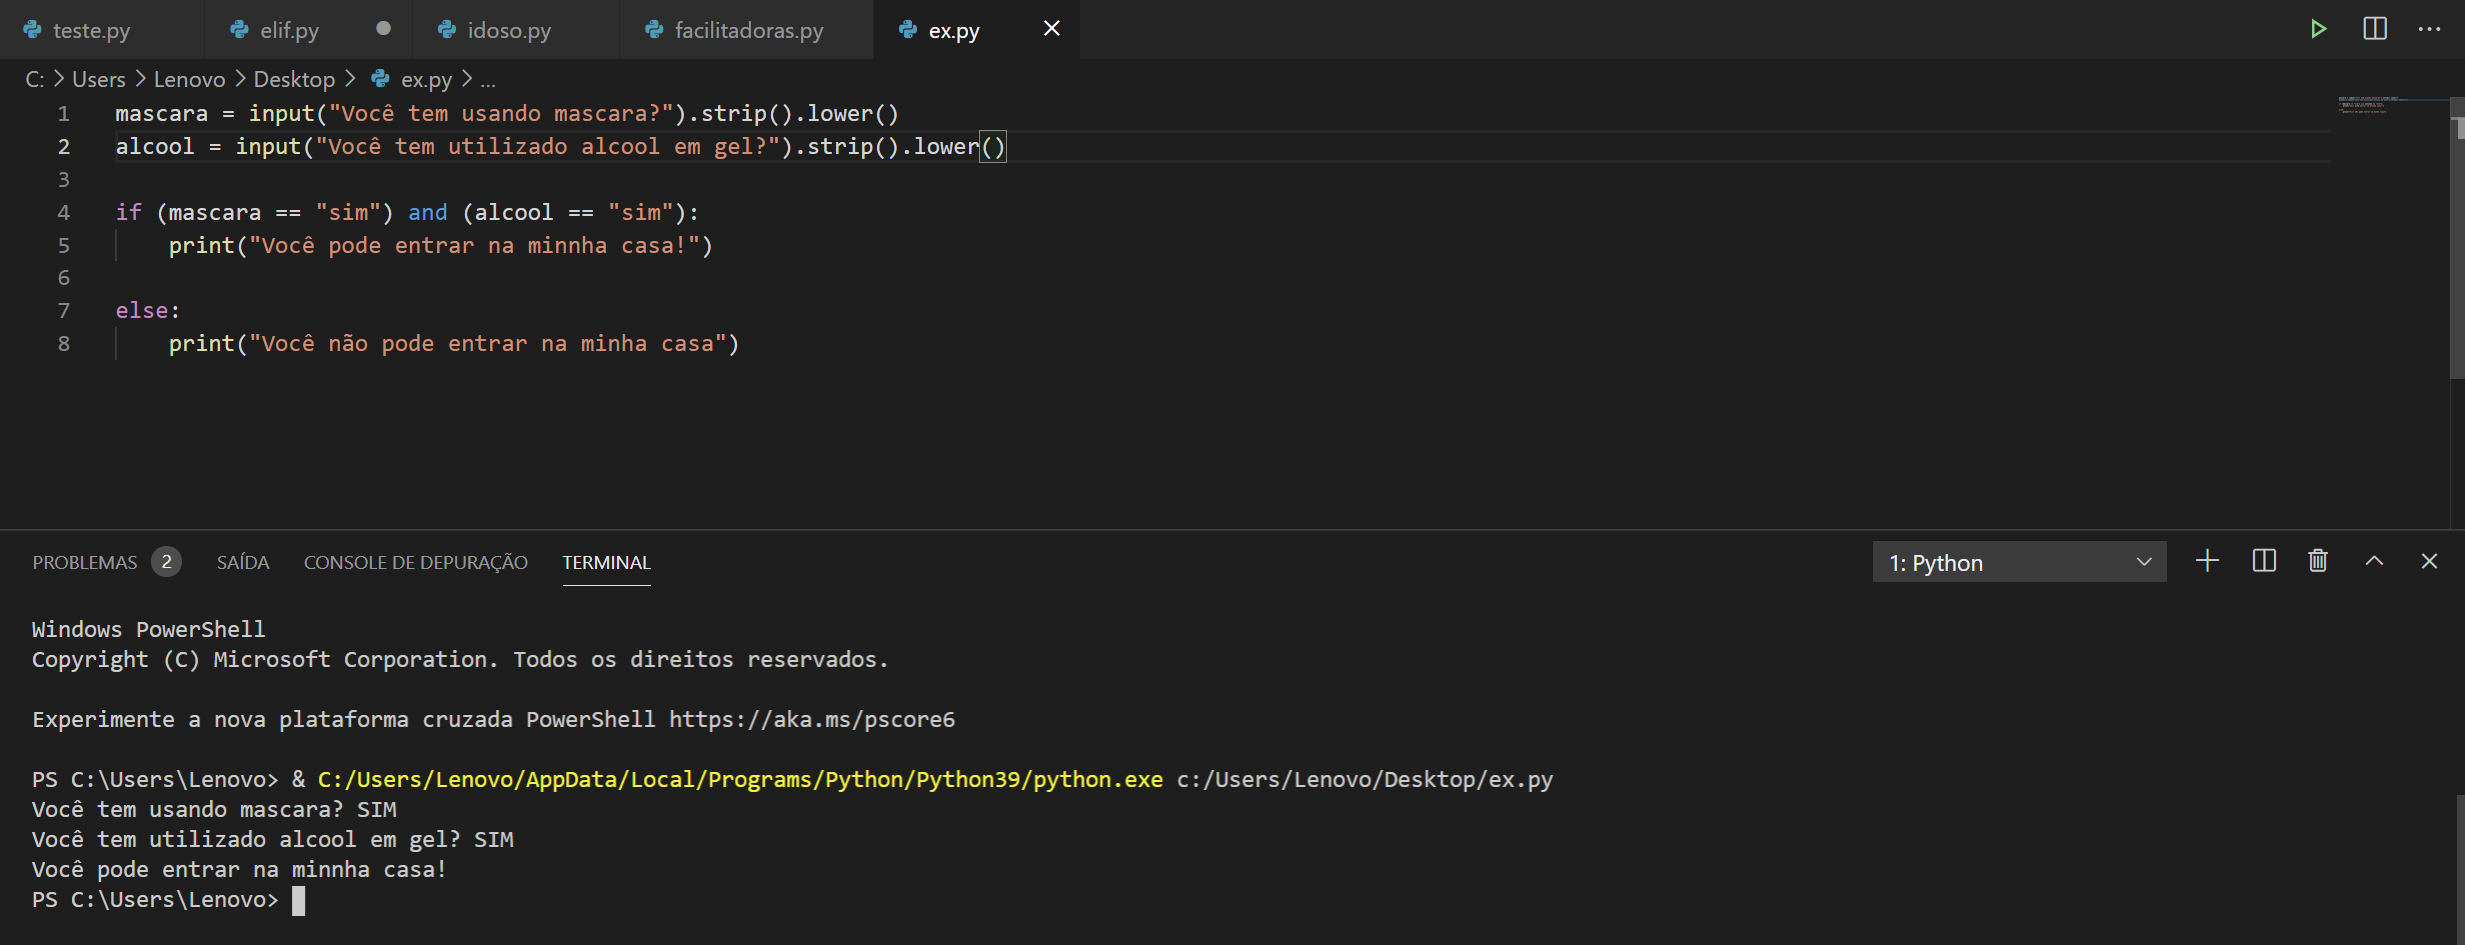 teste.py elif.py idoso.py facilitadoras.py ex.py
C: > Users > Lenovo > Desktop > ex.py > ...
1 mascara = input("Você tem usando mascara?").strip().lower()
2 alcool = input("Você tem utilizado alcool em gel?").strip().lower()
3
4 if (mascara == "sim") and (alcool == "sim"):
5 print("Você pode entrar na minnha casa!")
6
7 else:
8 print("Você não pode entrar na minha casa")
PROBLEMAS 2 SAÍDA CONSOLE DE DEPURAÇÃO TERMINAL 1: Python
Windows PowerShell
Copyright (C) Microsoft Corporation. Todos os direitos reservados.
Experimente a nova plataforma cruzada PowerShell https://aka.ms/pscore6
PS C:\Users\Lenovo> & C:/Users/Lenovo/AppData/Local/Programs/Python/Python39/python.exe c:/Users/Lenovo/Desktop/ex.py
Você tem usando mascara? SIM
Você tem utilizado alcool em gel? SIM
Você pode entrar na minnha casa!
PS C:\Users\Lenovo>